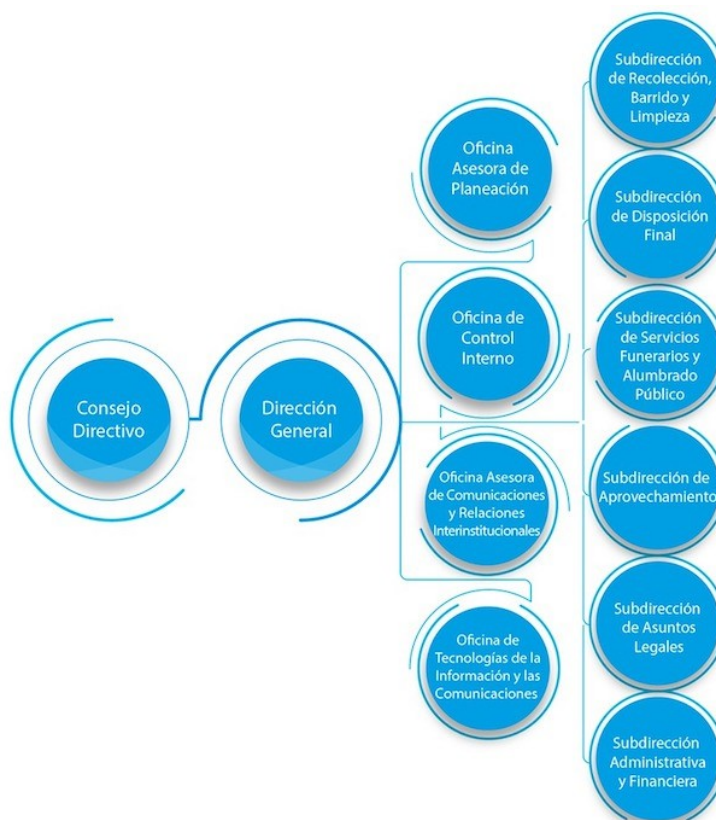 Consejo
Directivo
Dirección
General
Oficina
Asesora de
Planeación
Oficina de
Control
Interno
Oficina Asesora
de Comunicaciones
y Relaciones
Interinstitucionales
Oficina de
Tecnologías de la
Información y las
Comunicaciones
Subdirección
de Recolección,
Barrido y
Limpieza
Subdirección
de Disposición
Final
Subdirección
de Servicios
Funerarios y
Alumbrado
Público
Subdirección de
Aprovechamiento
Subdirección
de Asuntos
Legales
Subdirección
Administrativa
y Financiera